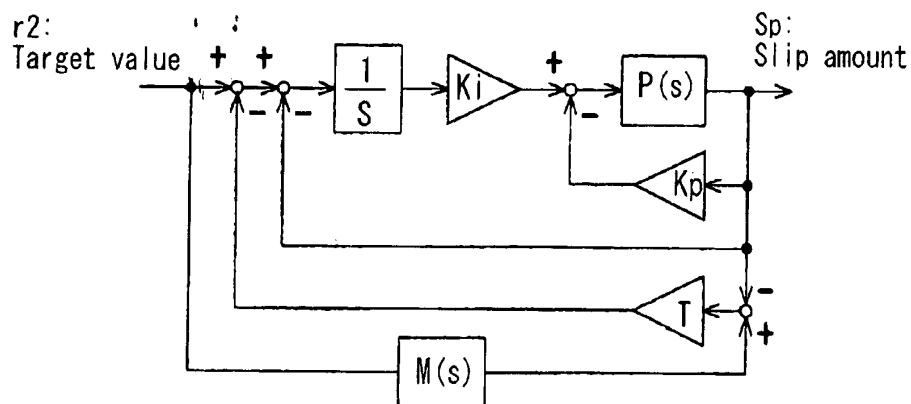 r2:
Target value
Sp:
Slip amount
+
+
-
-
1
S
Ki
+
-
P(s)
Kp
T
-
+
M(s)